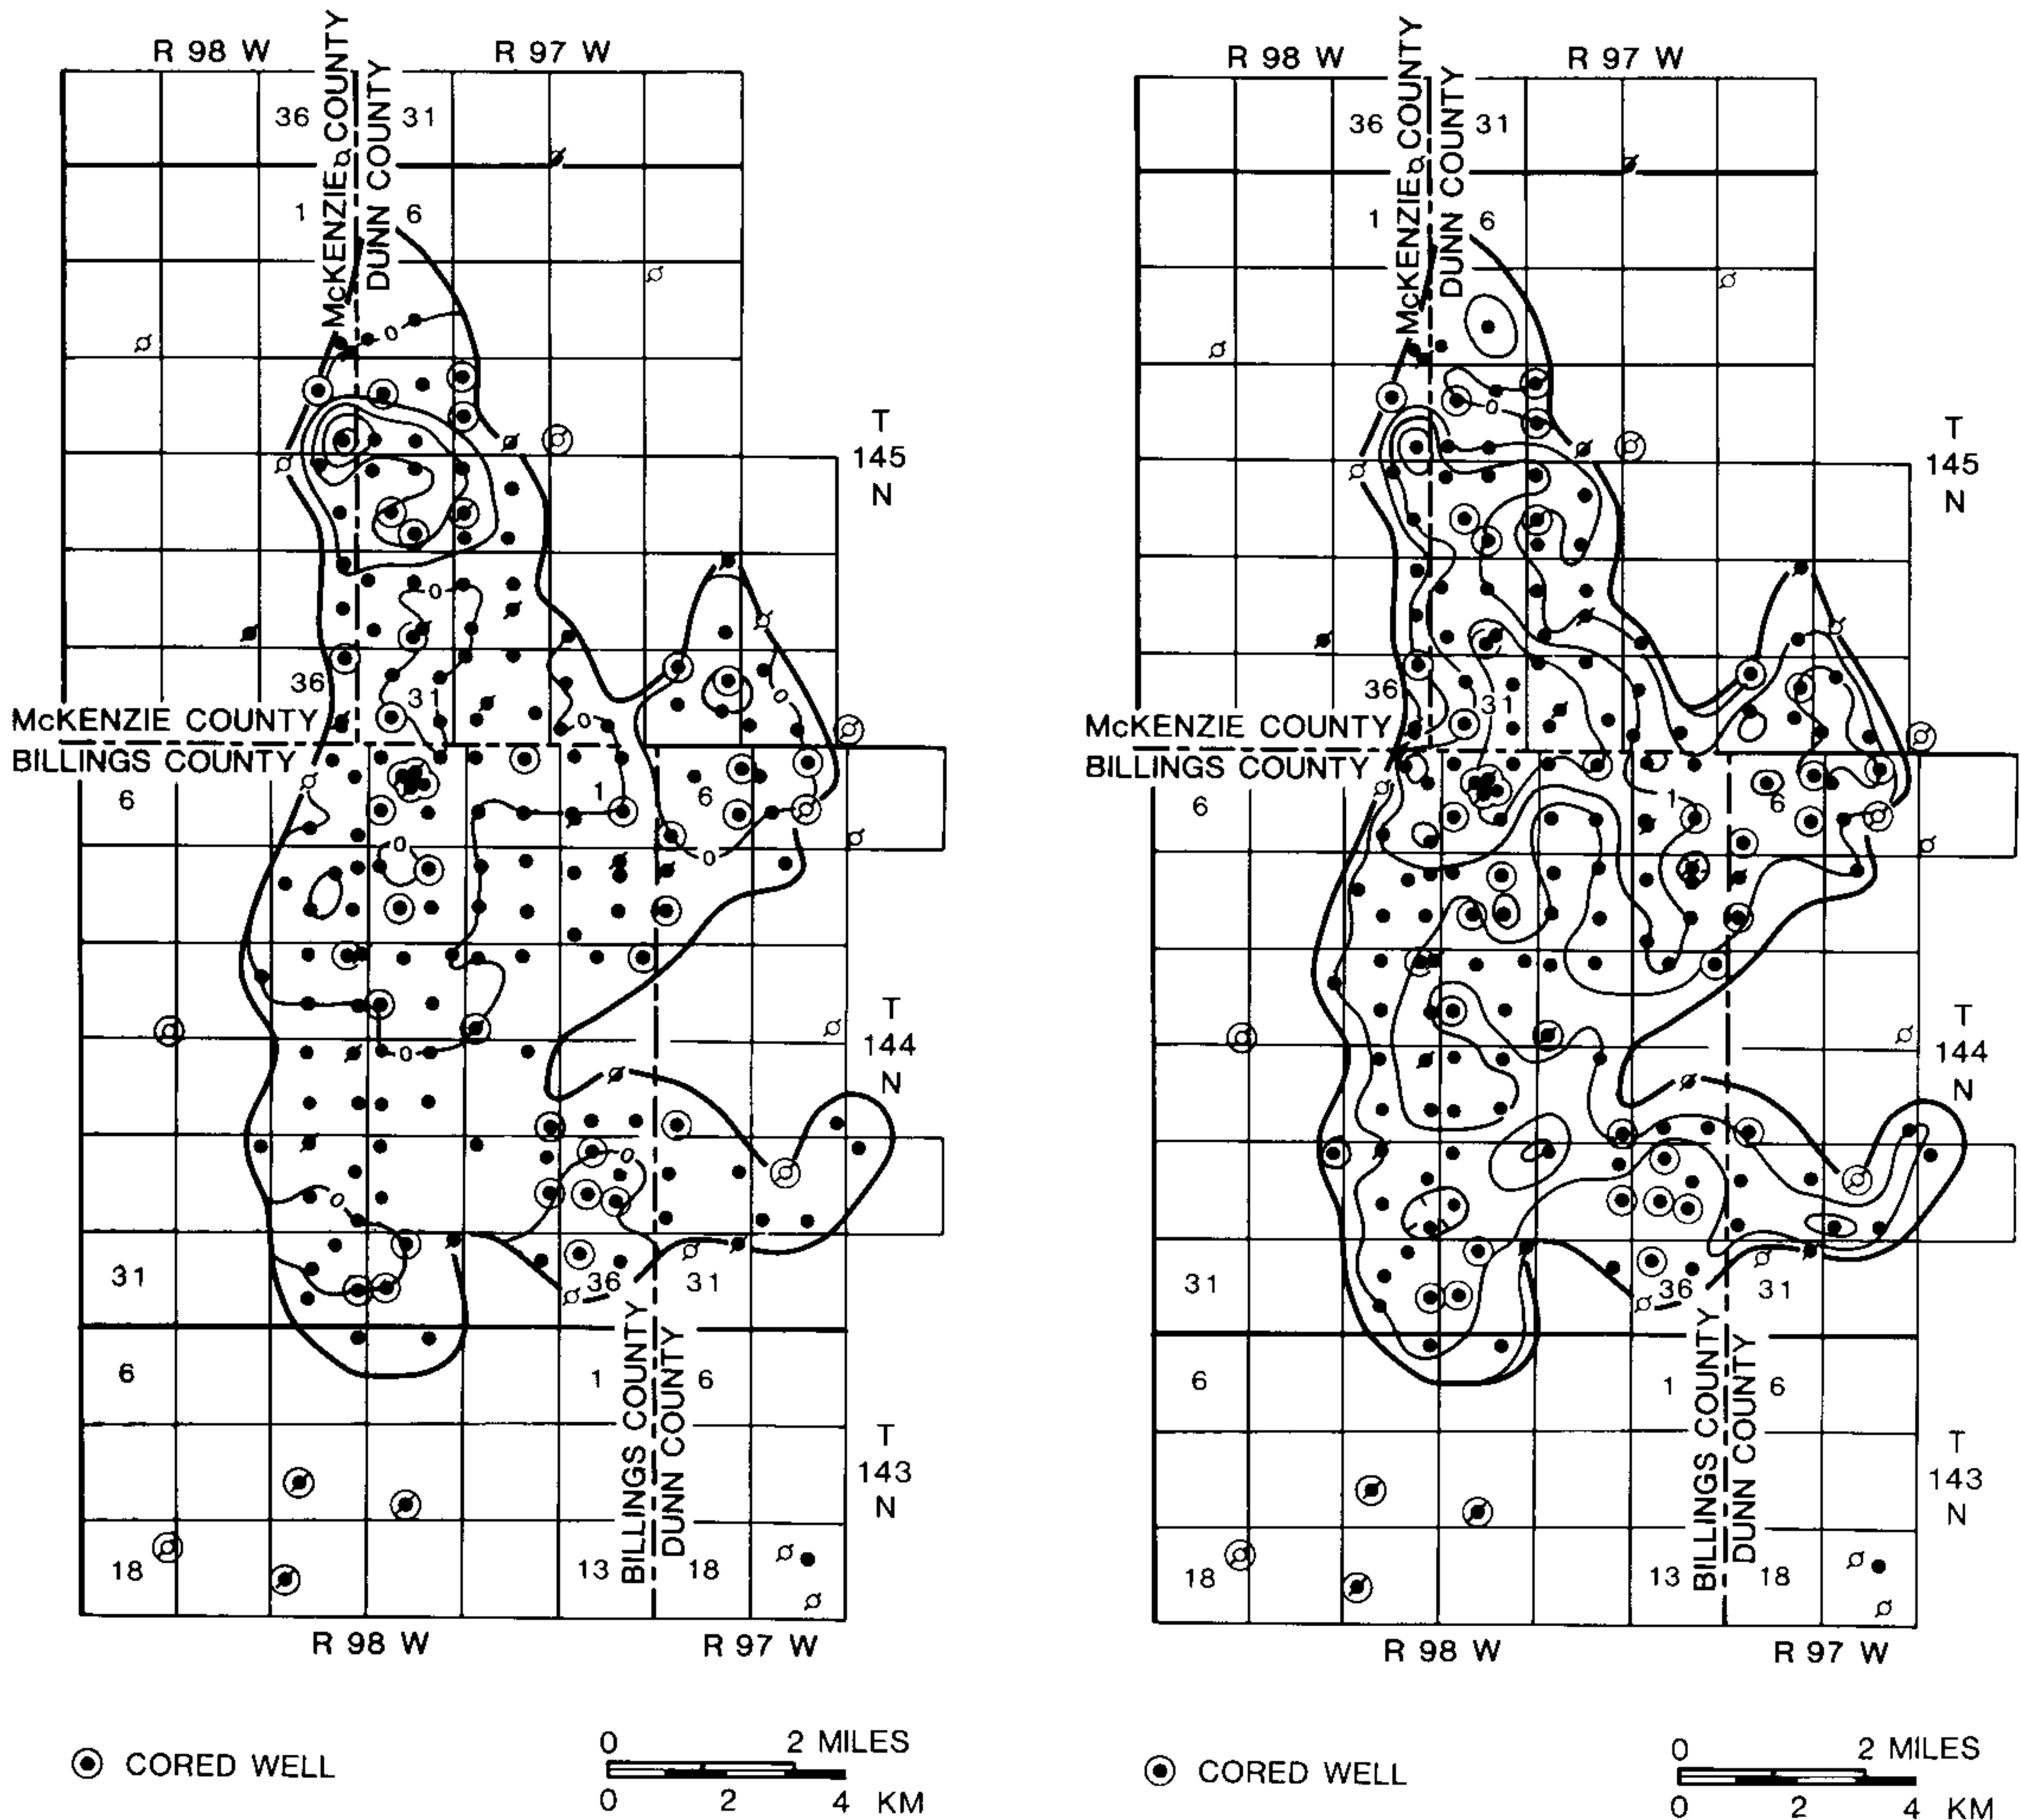 R 98 W
R 97 W
McKENZIE COUNTY
DUNN COUNTY
36
31
1
6
0
T
145
N
0
36
31
0
0
McKENZIE COUNTY
BILLINGS COUNTY
6
1
6
0
0
0
T
144
N
0
0
31
36
31
BILLINGS COUNTY
DUNN COUNTY
6
1
6
T
143
N
18
13
18
R 98 W
R 97 W
CORED WELL
0
2 MILES
0
2
4 KM
R 98 W
R 97 W
McKENZIE COUNTY
DUNN COUNTY
36
31
1
6
0
T
145
N
36
31
McKENZIE COUNTY
BILLINGS COUNTY
6
1
6
T
144
N
31
36
31
BILLINGS COUNTY
DUNN COUNTY
6
1
6
T
143
N
18
13
18
R 98 W
R 97 W
CORED WELL
0
2 MILES
0
2
4 KM